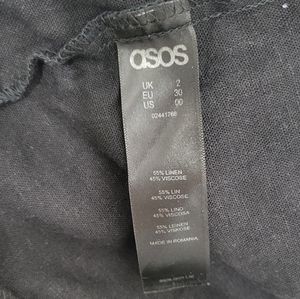 asos
UK 2
EU 30
US 00
02441768
55% LINEN
45% VISCOSE
55% LIN
45% VISCOSE
55% LINO
45% VISCOSA
55% LEINEN
45% VISKOSE
MADE IN ROMANIA